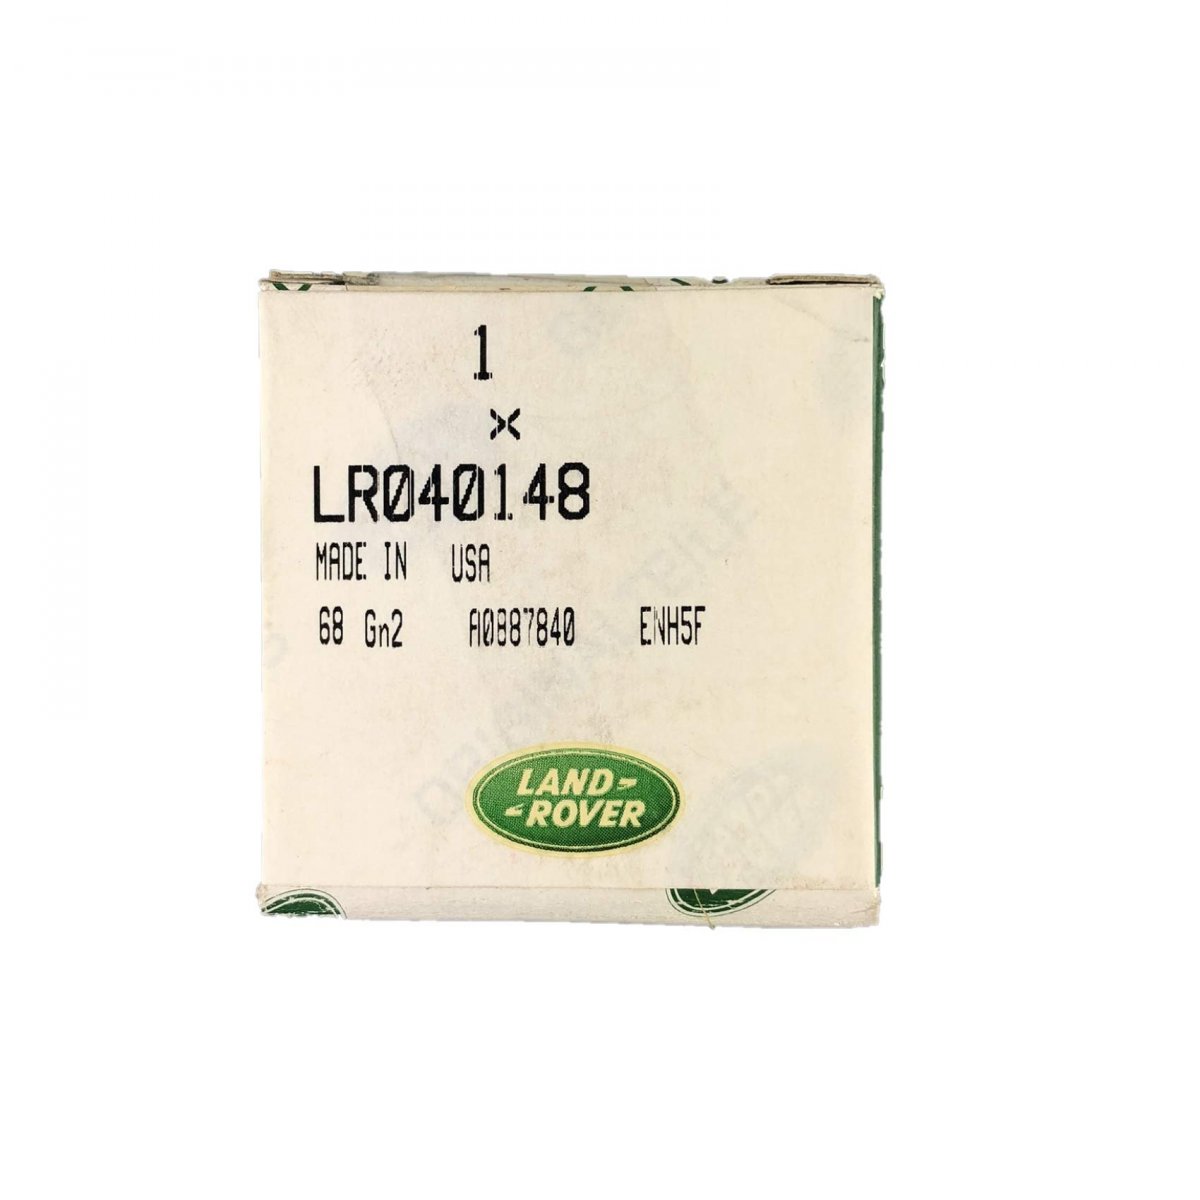 1
×
LR040148
MADE IN USA
68 Gn2 A0887840 ENH5F
LAND-
-ROVER